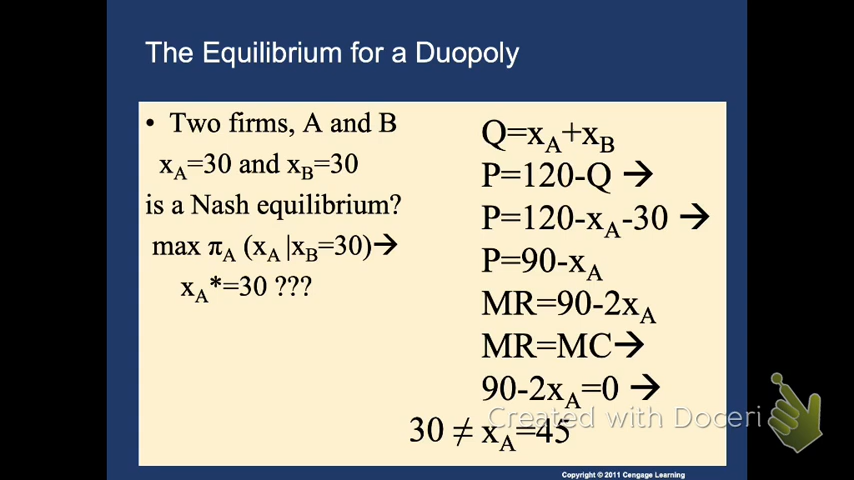 The Equilibrium for a Duopoly
• Two firms, A and B
xA=30 and xB=30
is a Nash equilibrium?
max πA (xA |xB=30)➔
xA*=30 ???
Q=xA+xB
P=120-Q ➔
P=120-xA-30 ➔
P=90-xA
MR=90-2xA
MR=MC➔
90-2xA=0 ➔
30 ≠ xA=45
Created with Doceri
Copyright © 2011 Cengage Learning